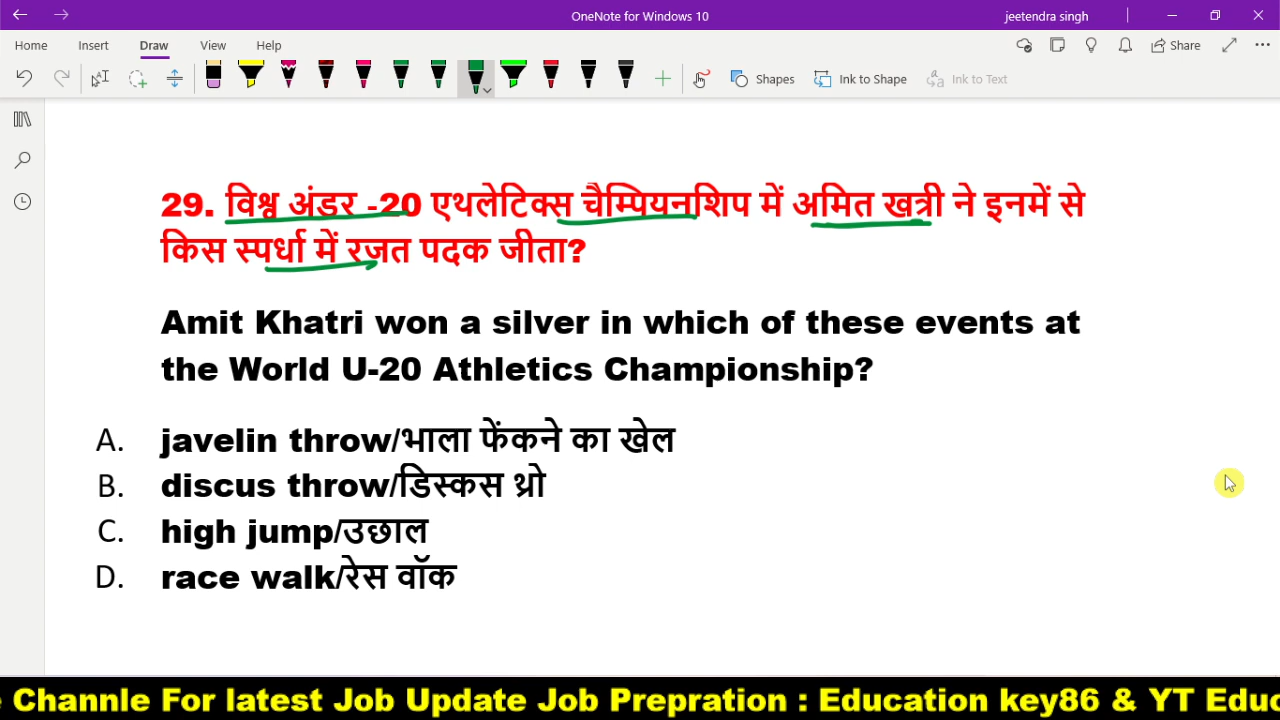 OneNote for Windows 10
jeetendra singh
Home Insert Draw View Help
Share
Shapes Ink to Shape Ink to Text
29. विश्व अंडर -20 एथलेटिक्स चैम्पियनशिप में अमित खत्री ने इनमें से
किस स्पर्धा में रजत पदक जीता?
Amit Khatri won a silver in which of these events at
the World U-20 Athletics Championship?
A. javelin throw/भाला फेंकने का खेल
B. discus throw/डिस्कस थ्रो
C. high jump/उछाल
D. race walk/रेस वॉक
e Channle For latest Job Update Job Prepration : Education key86 & YT Educ